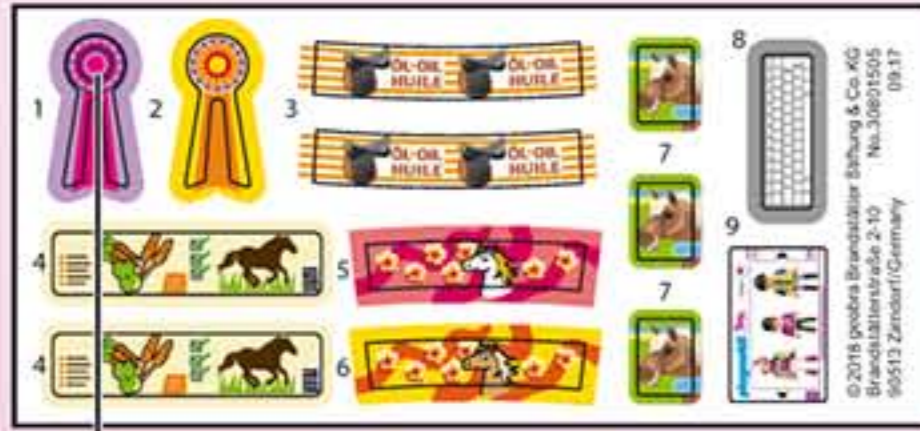 1
2
3
ÖL-OIL
HUILE
ÖL-OIL
HUILE
ÖL-OIL
HUILE
ÖL-OIL
HUILE
7
8
4
5
9
7
4
6
© 2018 geobra Brandstätter Stiftung & Co. KG
Brandstätterstraße 2-10 No. 30801505
90513 Zirndorf/Germany 09.17